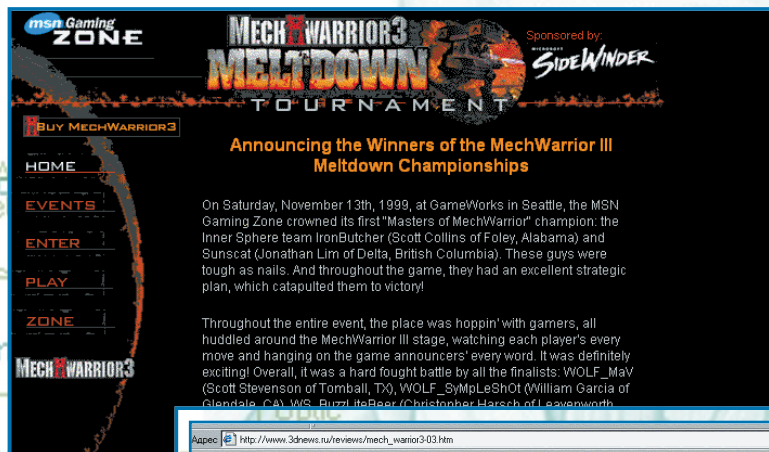 msn Gaming
ZONE
MECHWARRIOR3
MELTDOWN
TOURNAMENT
Sponsored by:
MICROSOFT
SIDEWINDER
BUY MECHWARRIOR3
HOME
EVENTS
ENTER
PLAY
ZONE
MECHWARRIOR3
Announcing the Winners of the MechWarrior III
Meltdown Championships
On Saturday, November 13th, 1999, at GameWorks in Seattle, the MSN
Gaming Zone crowned its first "Masters of MechWarrior" champion: the
Inner Sphere team IronButcher (Scott Collins of Foley, Alabama) and
Sunscat (Jonathan Lim of Delta, British Columbia). These guys were
tough as nails. And throughout the game, they had an excellent strategic
plan, which catapulted them to victory!
Throughout the entire event, the place was hoppin' with gamers, all
huddled around the MechWarrior III stage, watching each player's every
move and hanging on the game announcers' every word. It was definitely
exciting! Overall, it was a hard fought battle by all the finalists: WOLF_MaV
(Scott Stevenson of Tomball, TX), WOLF_SyMpLeShOt (William Garcia of
Glendale, CA), WS_BuzzLiteBeer (Christopher Harsch of Leavenworth,
Адрес http://www.3dnews.ru/reviews/mech_warrior3-03.htm